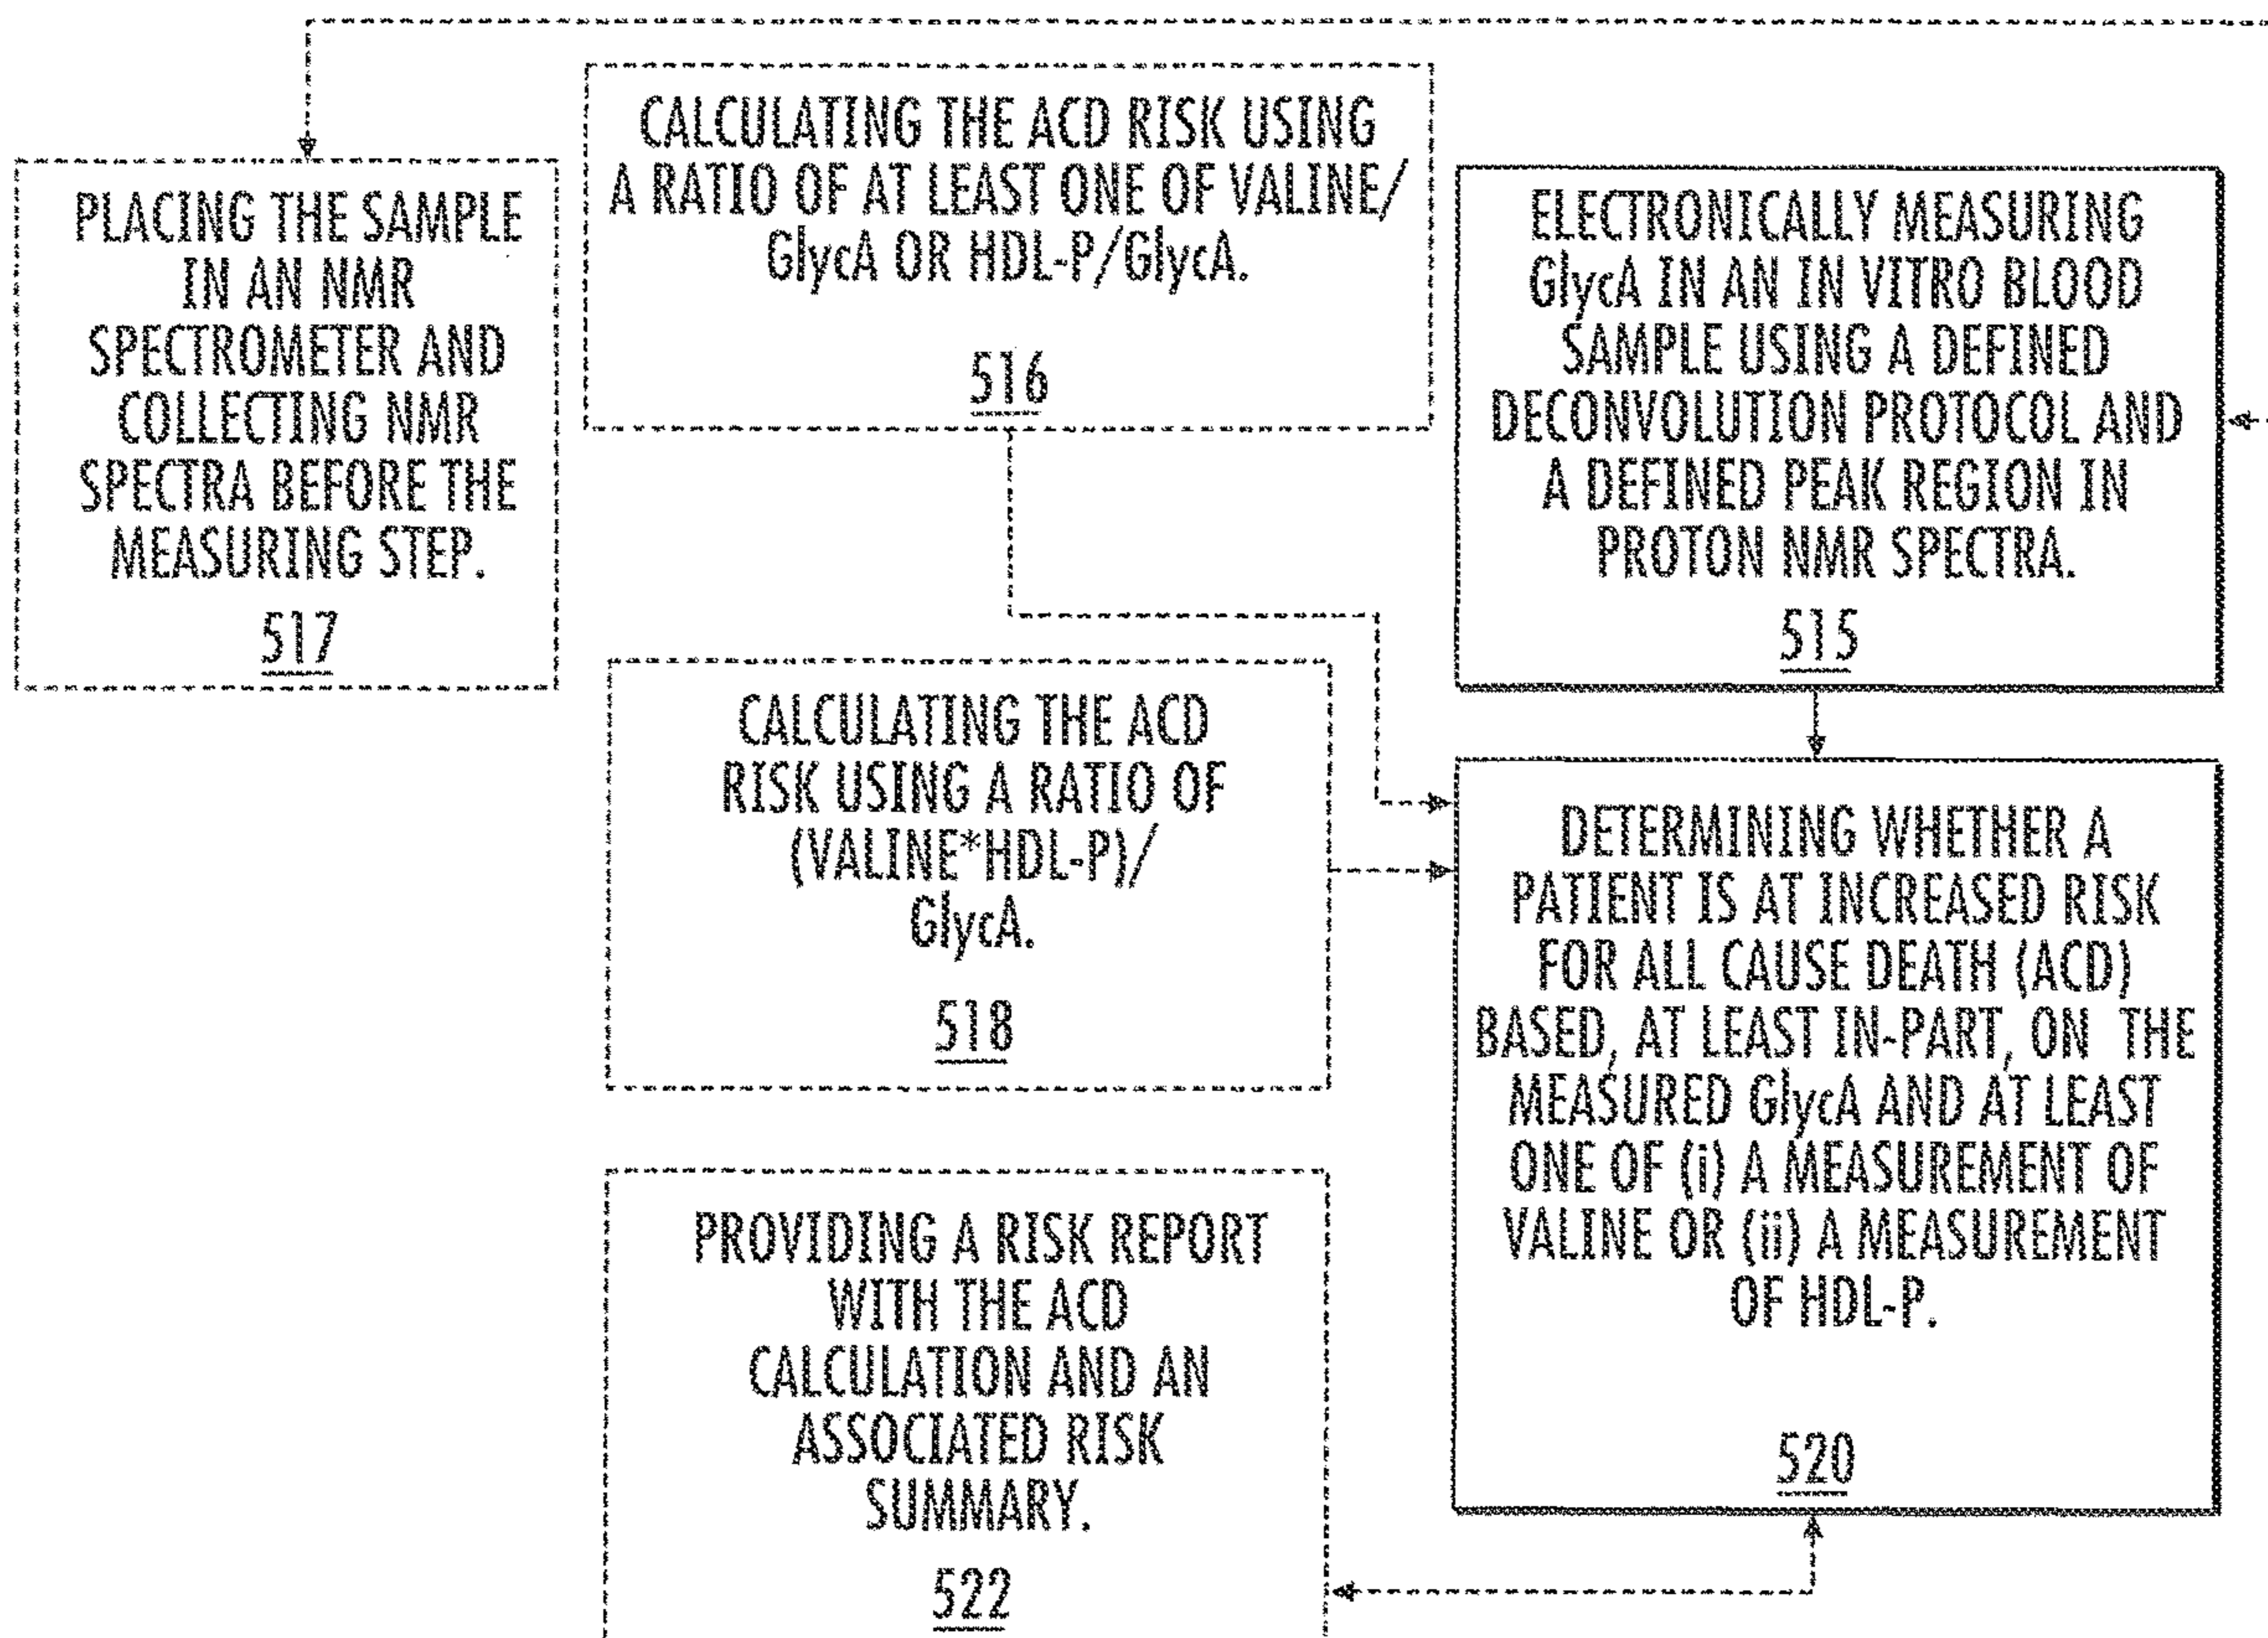 PLACING THE SAMPLE
IN AN NMR
SPECTROMETER AND
COLLECTING NMR
SPECTRA BEFORE THE
MEASURING STEP.
517
CALCULATING THE ACD RISK USING
A RATIO OF AT LEAST ONE OF VALINE/
GlycA OR HDL-P/GlycA.
516
ELECTRONICALLY MEASURING
GlycA IN AN IN VITRO BLOOD
SAMPLE USING A DEFINED
DECONVOLUTION PROTOCOL AND
A DEFINED PEAK REGION IN
PROTON NMR SPECTRA.
515
CALCULATING THE ACD
RISK USING A RATIO OF
(VALINE*HDL-P)/
GlycA.
518
DETERMINING WHETHER A
PATIENT IS AT INCREASED RISK
FOR ALL CAUSE DEATH (ACD)
BASED, AT LEAST IN-PART, ON THE
MEASURED GlycA AND AT LEAST
ONE OF (i) A MEASUREMENT OF
VALINE OR (ii) A MEASUREMENT
OF HDL-P.
520
PROVIDING A RISK REPORT
WITH THE ACD
CALCULATION AND AN
ASSOCIATED RISK
SUMMARY.
522